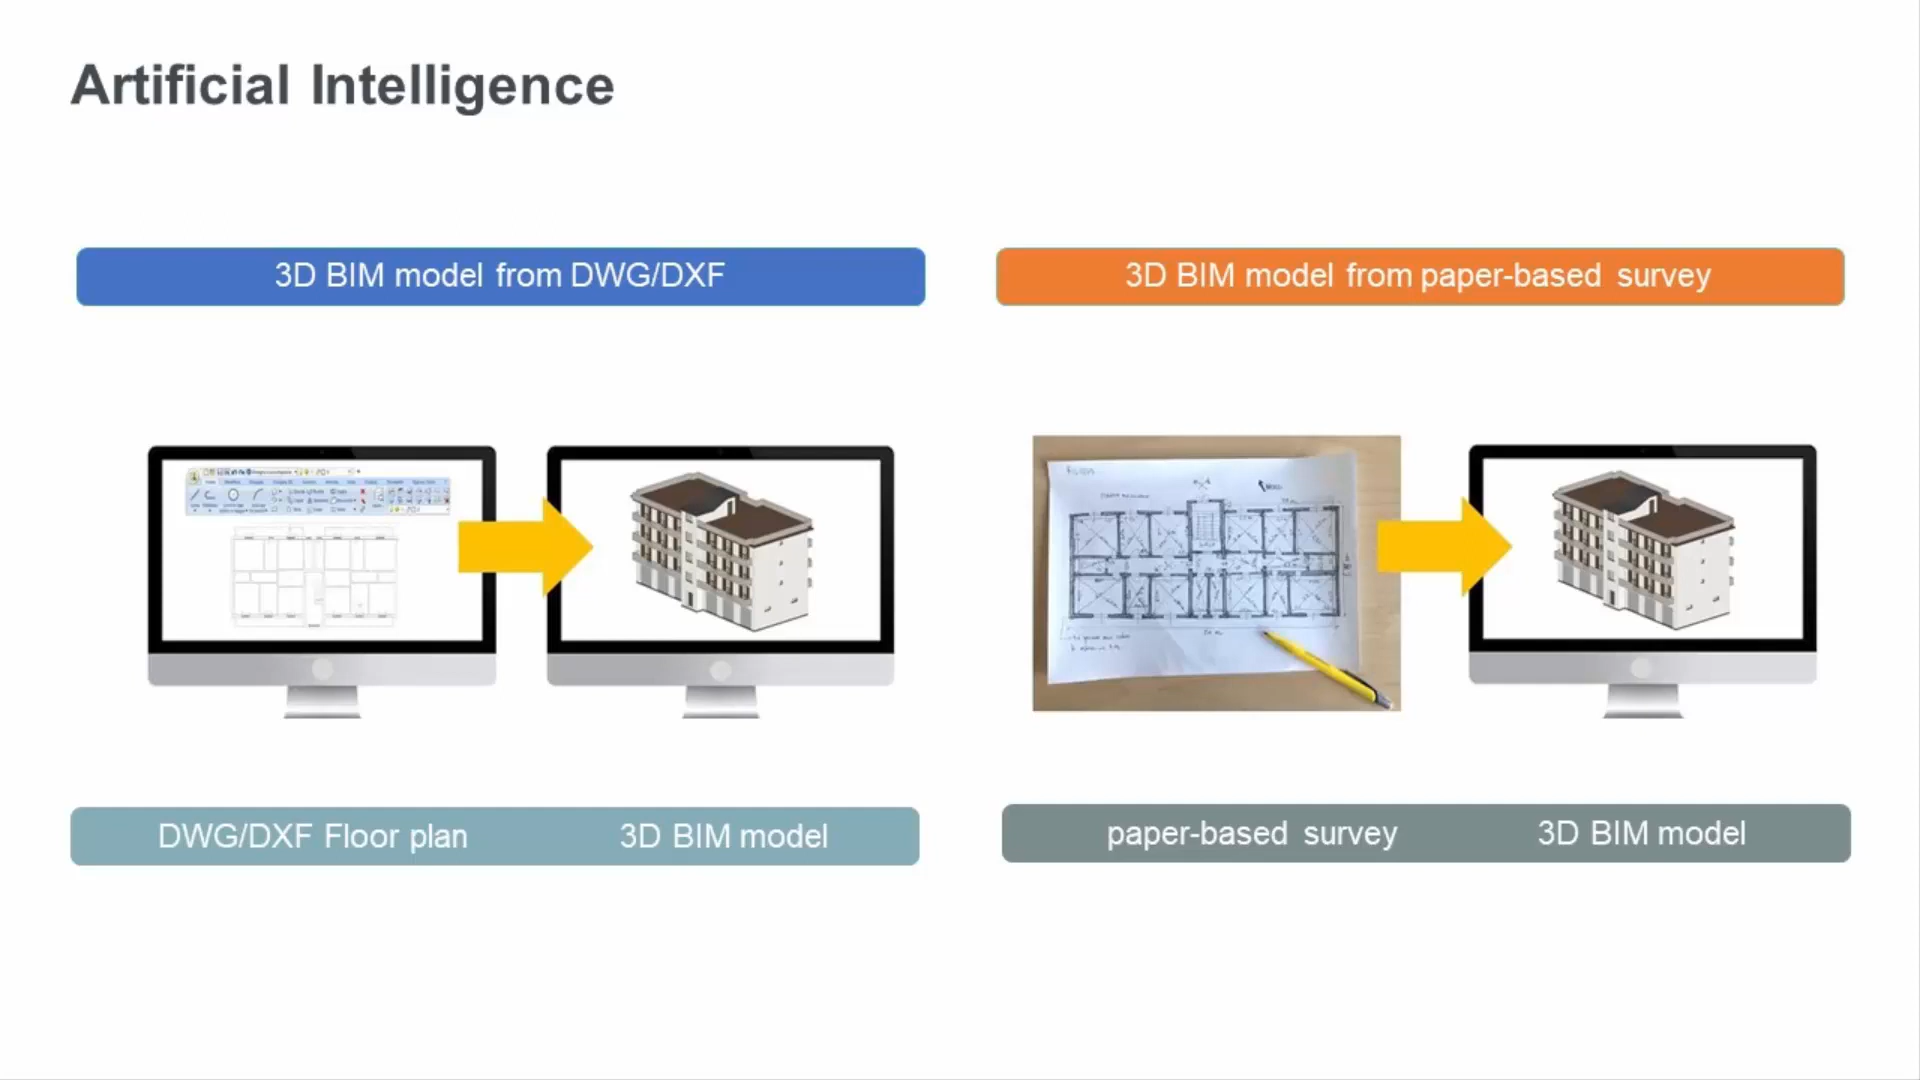 Artificial Intelligence
3D BIM model from DWG/DXF
3D BIM model from paper-based survey
DWG/DXF Floor plan
3D BIM model
paper-based survey
3D BIM model